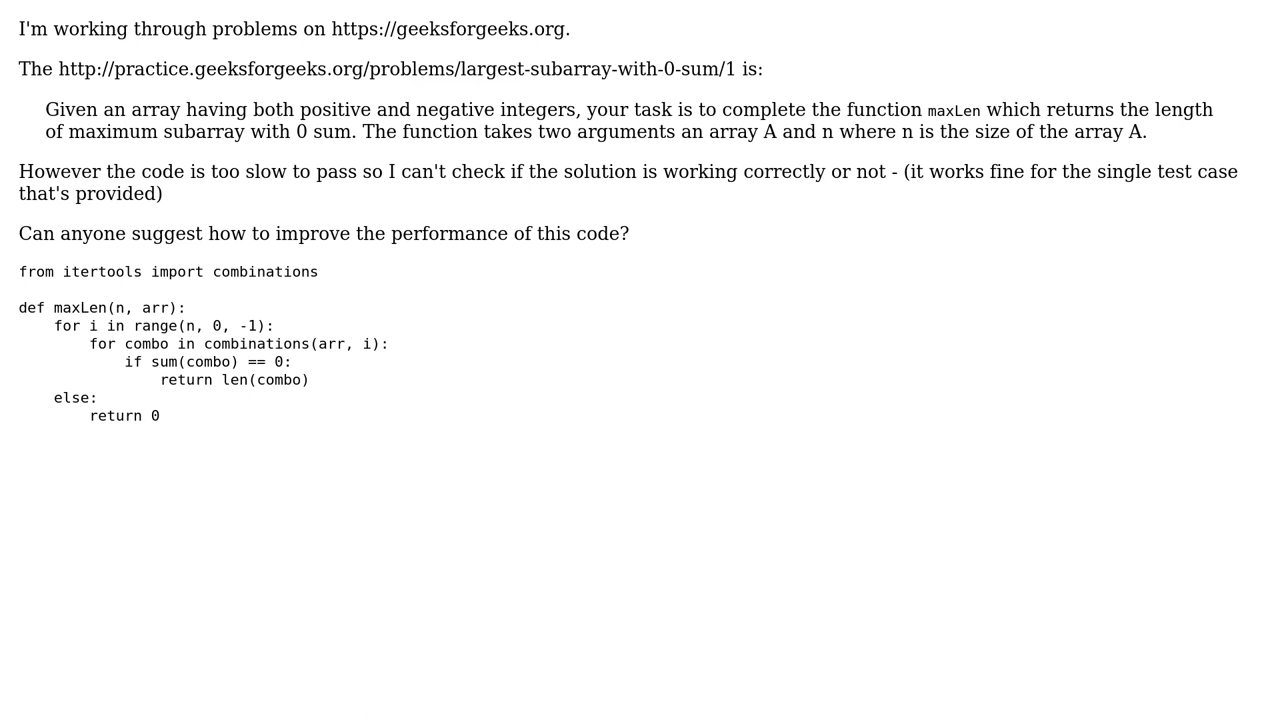 I'm working through problems on https://geeksforgeeks.org.
The http://practice.geeksforgeeks.org/problems/largest-subarray-with-0-sum/1 is:
Given an array having both positive and negative integers, your task is to complete the function maxLen which returns the length
of maximum subarray with 0 sum. The function takes two arguments an array A and n where n is the size of the array A.
However the code is too slow to pass so I can't check if the solution is working correctly or not - (it works fine for the single test case
that's provided)
Can anyone suggest how to improve the performance of this code?
from itertools import combinations
def maxLen(n, arr):
    for i in range(n, 0, -1):
        for combo in combinations(arr, i):
            if sum(combo) == 0:
                return len(combo)
    else:
        return 0